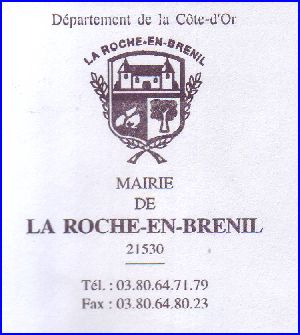 Département de la Côte-d'Or
LA ROCHE-EN-BRENIL
MAIRIE
DE
LA ROCHE-EN-BRENIL
21530
Tél. : 03.80.64.71.79
Fax : 03.80.64.80.23